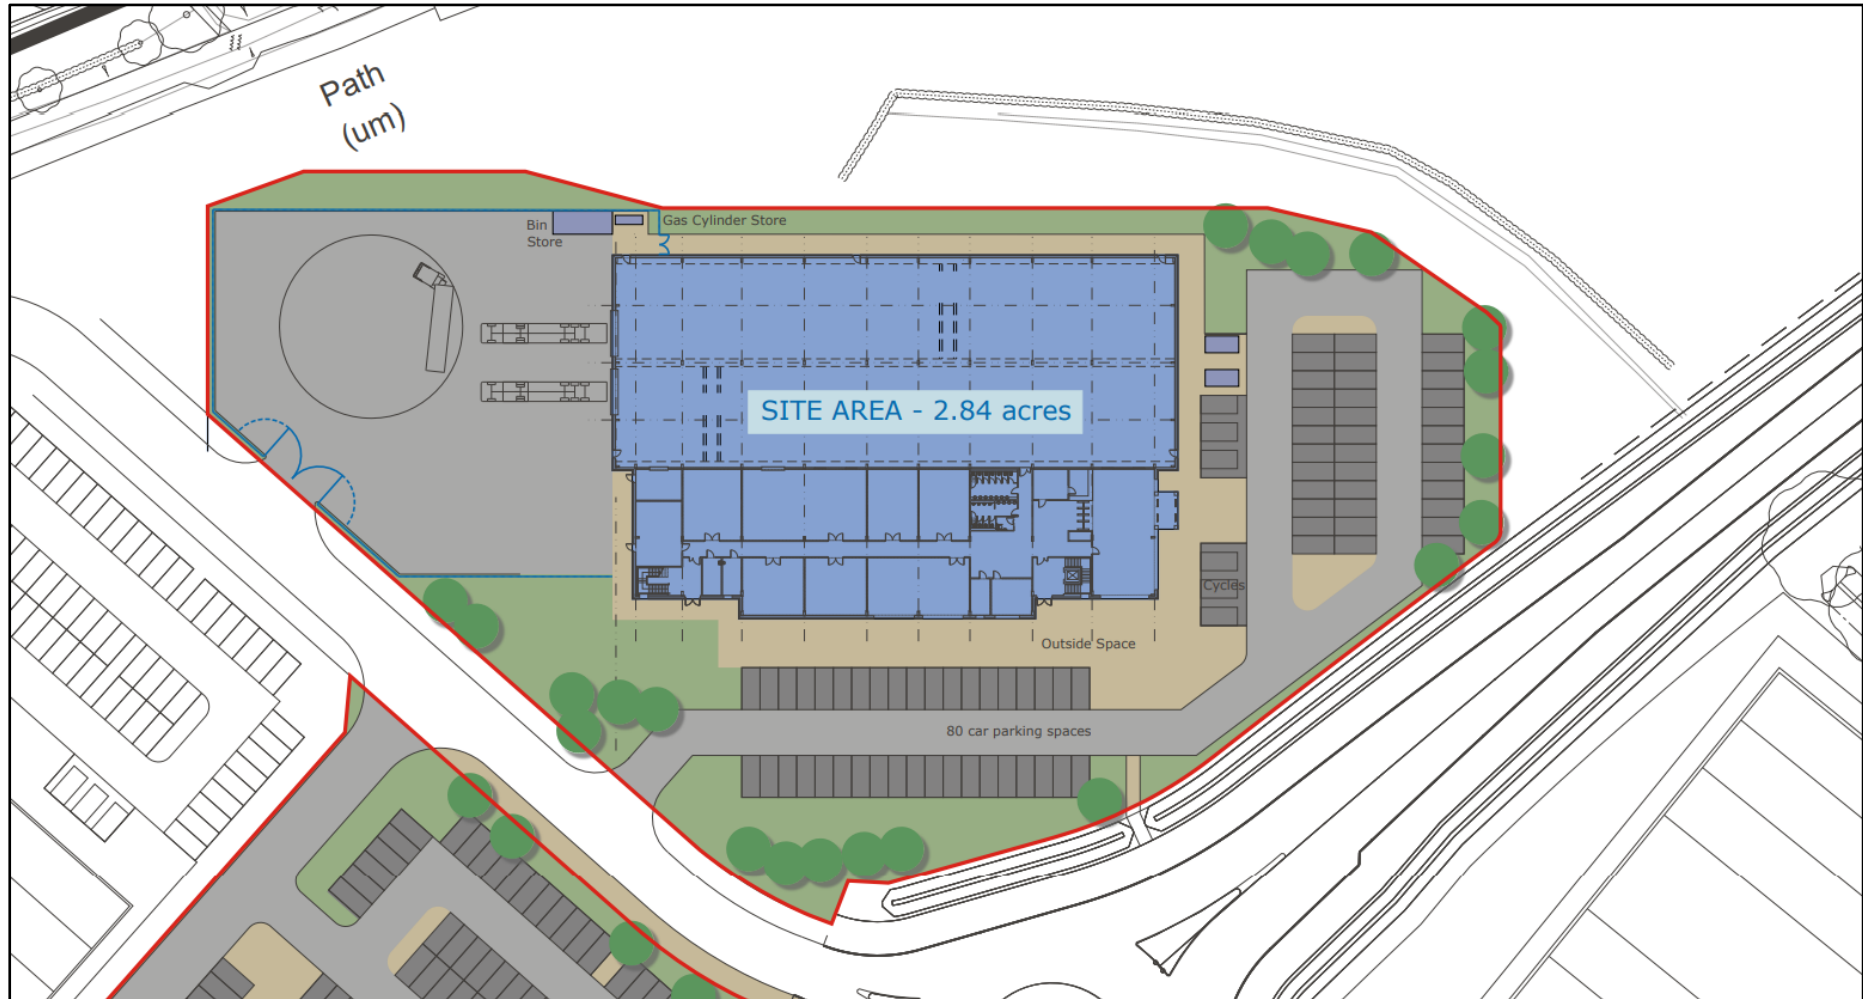 Path
(um)
Bin
Store
Gas Cylinder Store
SITE AREA - 2.84 acres
Cycles
Outside Space
80 car parking spaces